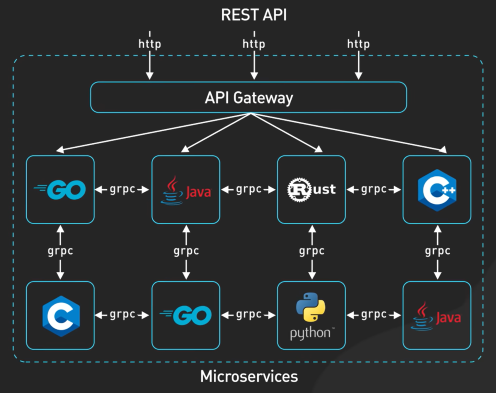 REST API
http http http
API Gateway
GO grpc Java grpc Rust grpc C++
grpc grpc grpc grpc
C grpc GO grpc python grpc Java
Microservices